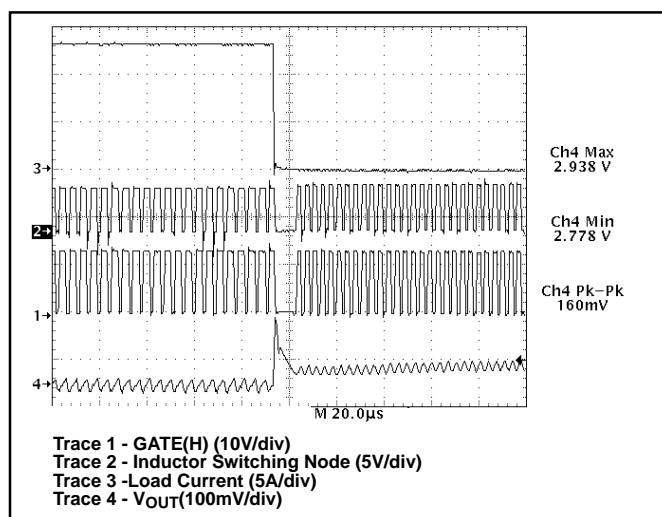 3→
Ch4 Max
2.938 V
2→
Ch4 Min
2.778 V
1→
Ch4 Pk–Pk
160mV
4→
M 20.0µs
Trace 1 - GATE(H) (10V/div)
Trace 2 - Inductor Switching Node (5V/div)
Trace 3 -Load Current (5A/div)
Trace 4 - VOUT(100mV/div)